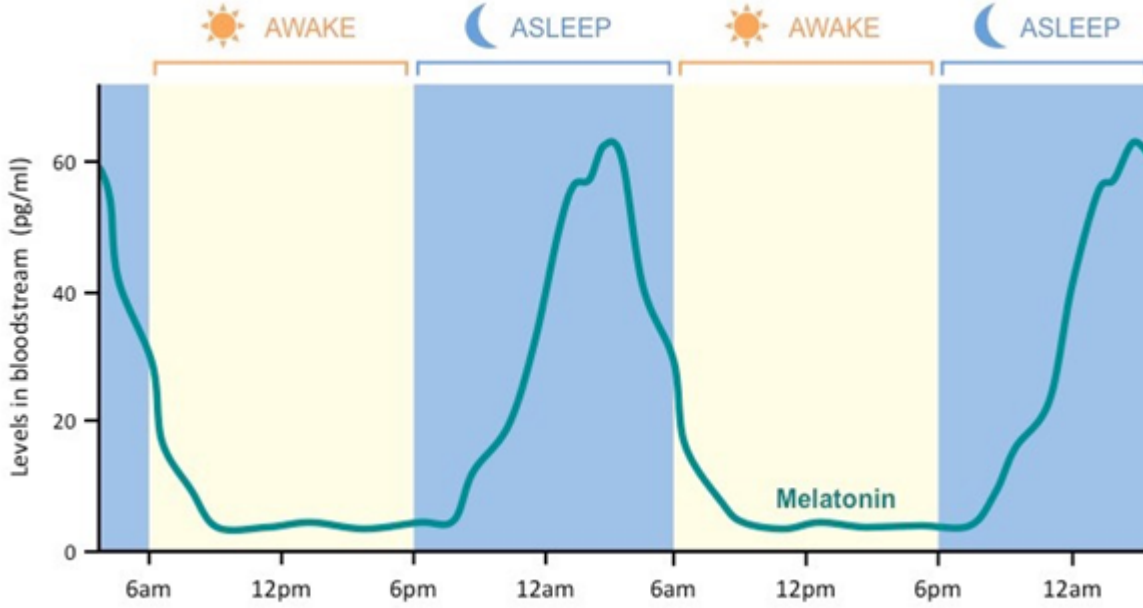 AWAKE ASLEEP AWAKE ASLEEP
Levels in bloodstream (pg/ml)
60
40
20
0
Melatonin
6am 12pm 6pm 12am 6am 12pm 6pm 12am